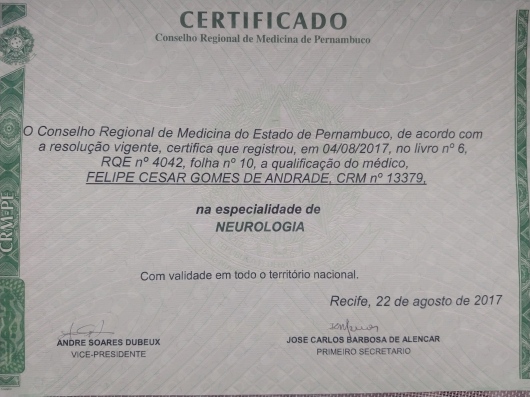 CERTIFICADO
Conselho Regional de Medicina de Pernambuco
O Conselho Regional de Medicina do Estado de Pernambuco, de acordo com
a resolução vigente, certifica que registrou, em 04/08/2017, no livro nº 6,
RQE nº 4042, folha nº 10, a qualificação do médico,
FELIPE CESAR GOMES DE ANDRADE, CRM nº 13379,
na especialidade de
NEUROLOGIA
Com validade em todo o território nacional.
Recife, 22 de agosto de 2017
ANDRE SOARES DUBEUX
VICE-PRESIDENTE
JOSE CARLOS BARBOSA DE ALENCAR
PRIMEIRO SECRETARIO
CRM-PE